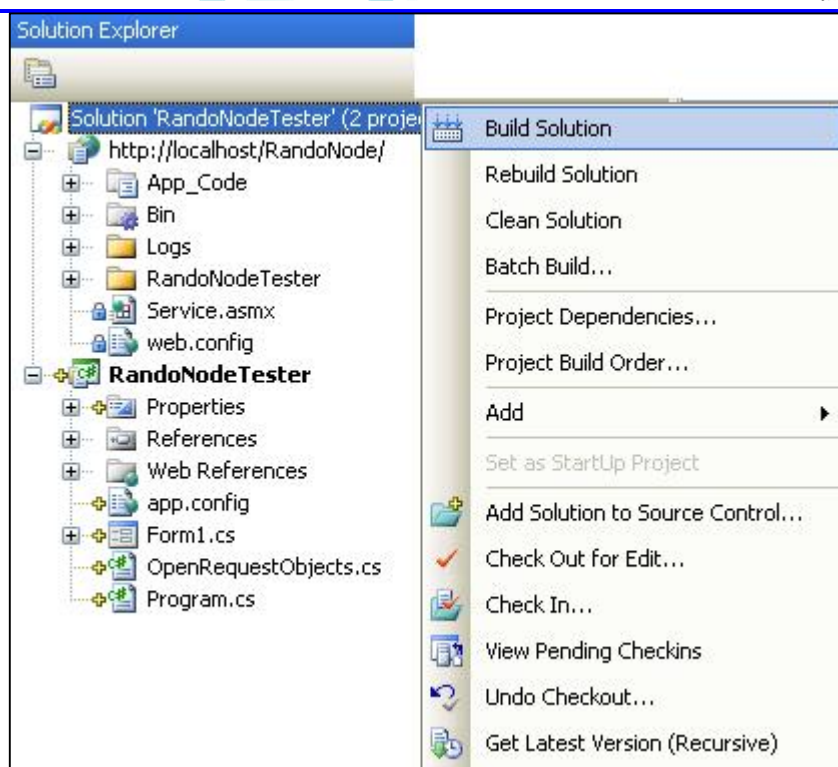 Solution Explorer
Solution 'RandoNodeTester' (2 proje
http://localhost/RandoNode/
App_Code
Bin
Logs
RandoNodeTester
Service.asmx
web.config
RandoNodeTester
Properties
References
Web References
app.config
Form1.cs
OpenRequestObjects.cs
Program.cs
Build Solution
Rebuild Solution
Clean Solution
Batch Build...
Project Dependencies...
Project Build Order...
Add
Set as StartUp Project
Add Solution to Source Control...
Check Out for Edit...
Check In...
View Pending Checkins
Undo Checkout...
Get Latest Version (Recursive)